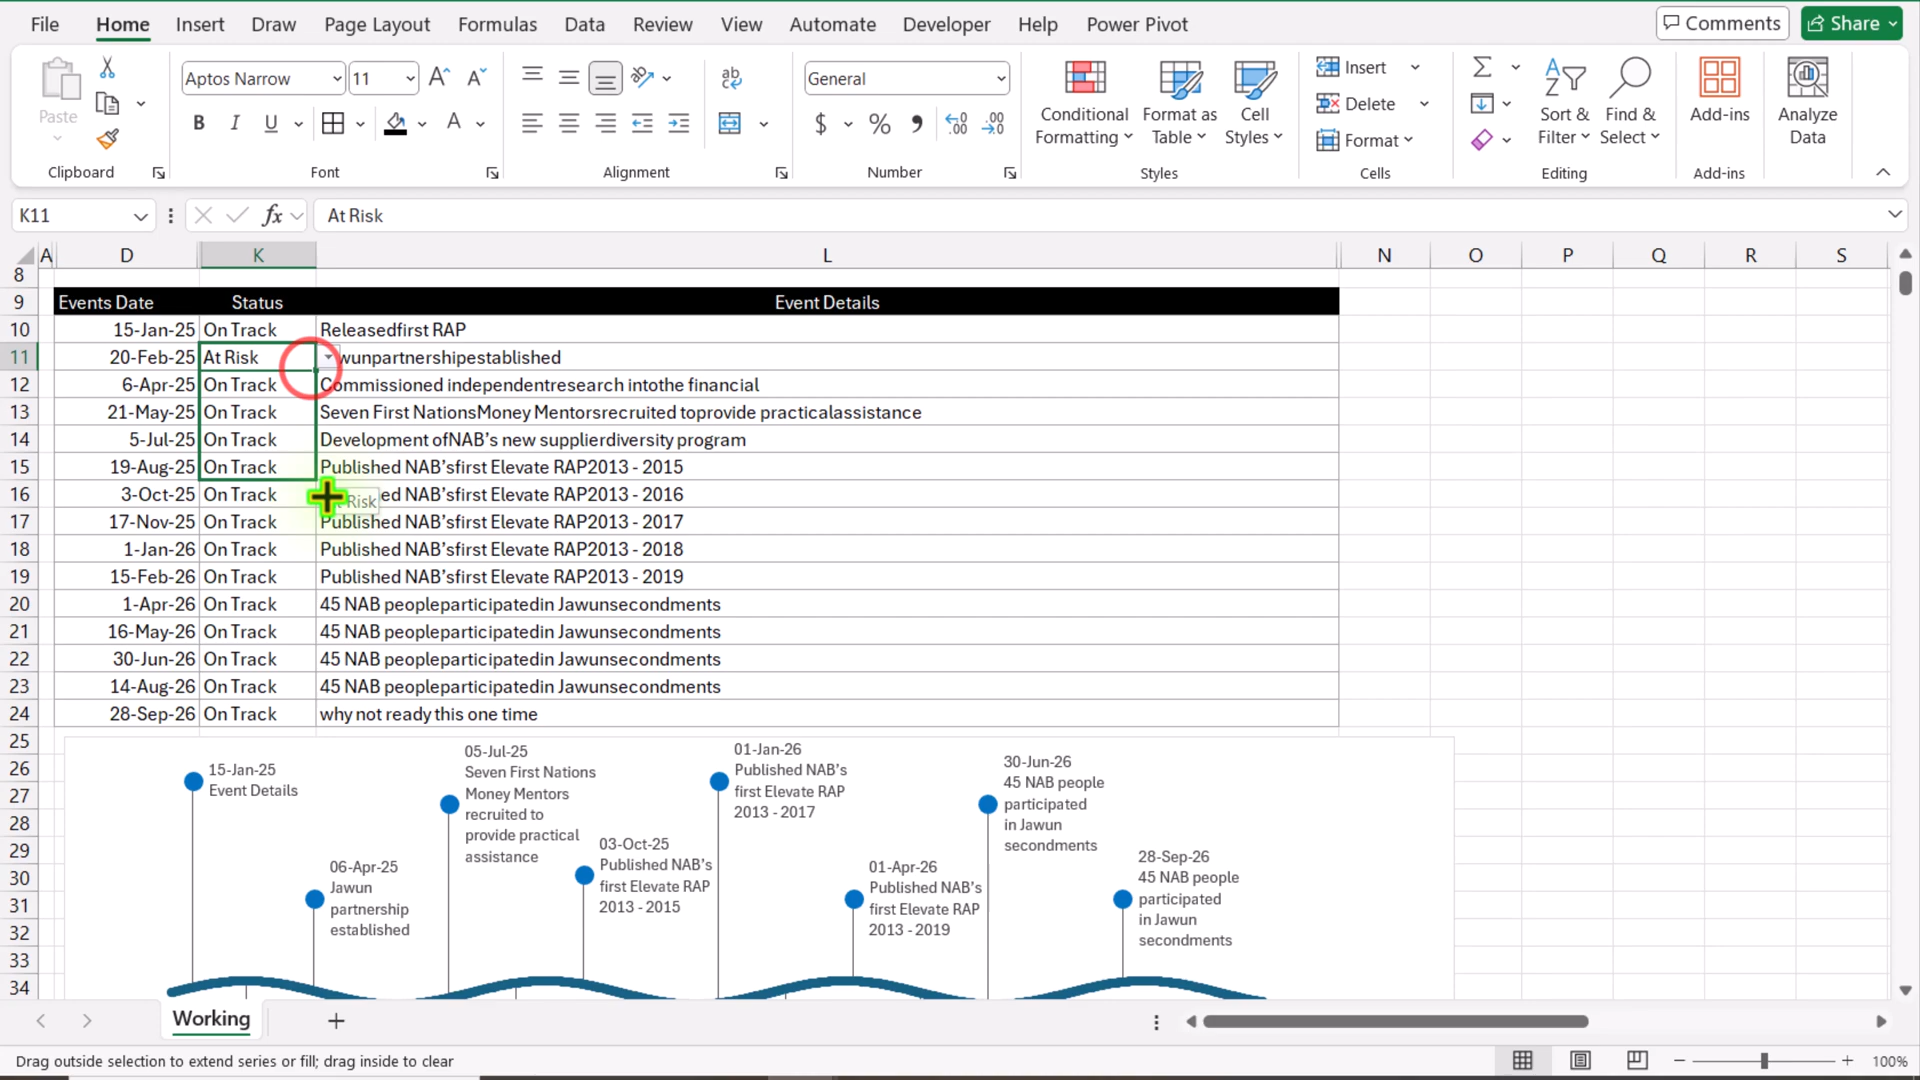 File Home Insert Draw Page Layout Formulas Data Review View Automate Developer Help Power Pivot Comments Share
Paste Aptos Narrow 11 General Conditional Formatting Format as Table Cell Styles Insert Delete Format Sort & Filter Find & Select Add-ins Analyze Data
Clipboard Font Alignment Number Styles Cells Editing Add-ins
K11 fx At Risk
A D K L N O P Q R S
8
9 Events Date Status Event Details
10 15-Jan-25 On Track Releasedfirst RAP
11 20-Feb-25 At Risk wunpartnershipestablished
12 6-Apr-25 On Track Commissioned independentresearch intothe financial
13 21-May-25 On Track Seven First NationsMoney Mentorsrecruited toprovide practicalassistance
14 5-Jul-25 On Track Development ofNAB's new supplierdiversity program
15 19-Aug-25 On Track Published NAB'sfirst Elevate RAP2013 - 2015
16 3-Oct-25 On Track Risk ed NAB'sfirst Elevate RAP2013 - 2016
17 17-Nov-25 On Track Published NAB'sfirst Elevate RAP2013 - 2017
18 1-Jan-26 On Track Published NAB'sfirst Elevate RAP2013 - 2018
19 15-Feb-26 On Track Published NAB'sfirst Elevate RAP2013 - 2019
20 1-Apr-26 On Track 45 NAB peopleparticipatedin Jawunsecondments
21 16-May-26 On Track 45 NAB peopleparticipatedin Jawunsecondments
22 30-Jun-26 On Track 45 NAB peopleparticipatedin Jawunsecondments
23 14-Aug-26 On Track 45 NAB peopleparticipatedin Jawunsecondments
24 28-Sep-26 On Track why not ready this one time
25
26
27
28
29
30
31
32
33
34
15-Jan-25
Event Details
06-Apr-25
Jawun
partnership
established
05-Jul-25
Seven First Nations
Money Mentors
recruited to
provide practical
assistance
03-Oct-25
Published NAB's
first Elevate RAP
2013 - 2015
01-Jan-26
Published NAB's
first Elevate RAP
2013 - 2017
01-Apr-26
Published NAB's
first Elevate RAP
2013 - 2019
30-Jun-26
45 NAB people
participated
in Jawun
secondments
28-Sep-26
45 NAB people
participated
in Jawun
secondments
Working
Drag outside selection to extend series or fill; drag inside to clear 100%